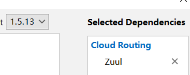 t 1.5.13 Selected Dependencies
Cloud Routing
Zuul